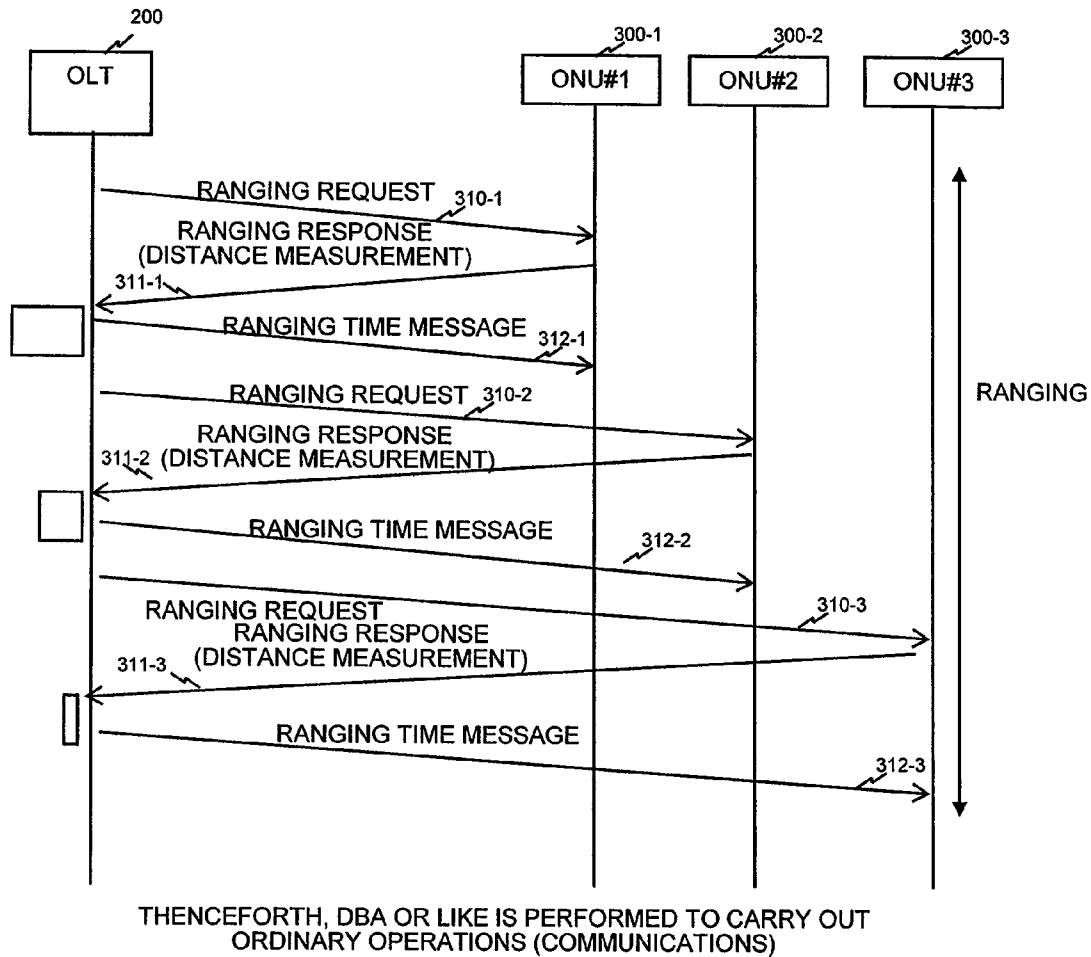 200
300-1
300-2
300-3
OLT
ONU#1
ONU#2
ONU#3
RANGING REQUEST
310-1
RANGING RESPONSE
(DISTANCE MEASUREMENT)
311-1
RANGING TIME MESSAGE
312-1
RANGING REQUEST
310-2
RANGING
RANGING RESPONSE
311-2
(DISTANCE MEASUREMENT)
RANGING TIME MESSAGE
312-2
RANGING REQUEST
310-3
RANGING RESPONSE
(DISTANCE MEASUREMENT)
311-3
RANGING TIME MESSAGE
312-3
THENCEFORTH, DBA OR LIKE IS PERFORMED TO CARRY OUT
ORDINARY OPERATIONS (COMMUNICATIONS)